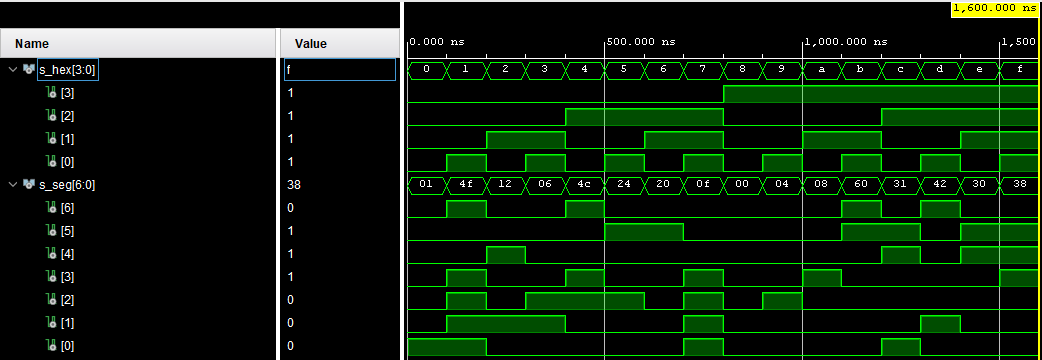 1,600.000 ns
Name Value
0.000 ns 500.000 ns 1,000.000 ns 1,500
s_hex[3:0] f 0 1 2 3 4 5 6 7 8 9 a b c d e f
[3] 1
[2] 1
[1] 1
[0] 1
s_seg[6:0] 38 01 4f 12 06 4c 24 20 0f 00 04 08 60 31 42 30 38
[6] 0
[5] 1
[4] 1
[3] 1
[2] 0
[1] 0
[0] 0